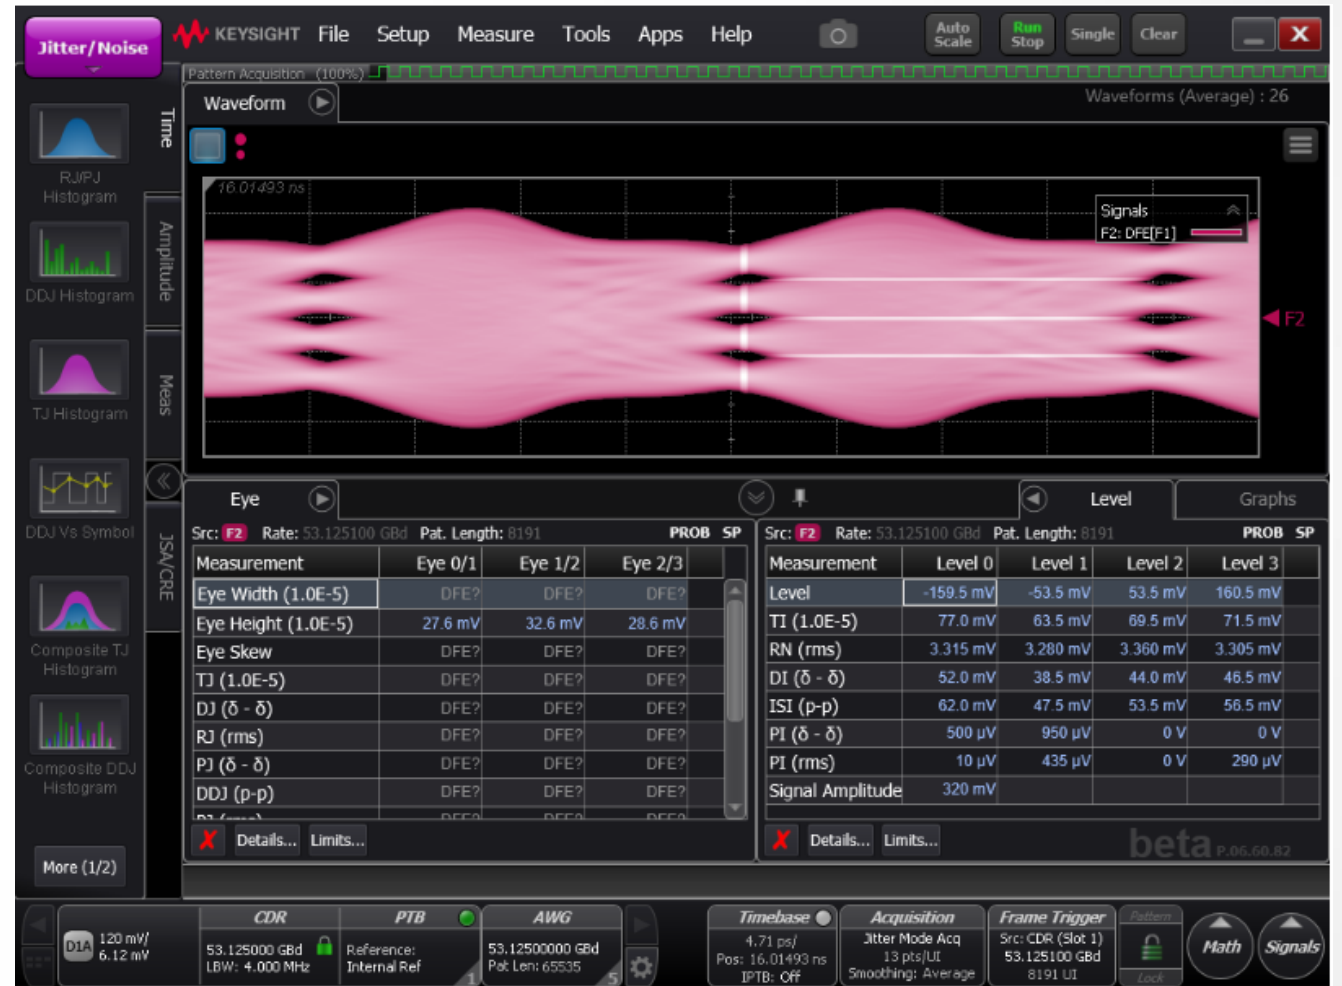 Jitter/Noise
KEYSIGHT File Setup Measure Tools Apps Help
Auto Scale
Run Stop
Single
Clear
X
Pattern Acquisition (100%)
Waveform
Waveforms (Average) : 26
Time
Amplitude
Meas
JSA/CRE
RJ/PJ
Histogram
DDJ Histogram
TJ Histogram
DDJ Vs Symbol
Composite TJ
Histogram
Composite DDJ
Histogram
More (1/2)
16.01493 ns
Signals
F2: DFE[F1]
F2
Eye
Src: F2 Rate: 53.125100 GBd Pat. Length: 8191 PROB SP
Measurement Eye 0/1 Eye 1/2 Eye 2/3
Eye Width (1.0E-5) DFE? DFE? DFE?
Eye Height (1.0E-5) 27.6 mV 32.6 mV 28.6 mV
Eye Skew DFE? DFE? DFE?
TJ (1.0E-5) DFE? DFE? DFE?
DJ (δ - δ) DFE? DFE? DFE?
RJ (rms) DFE? DFE? DFE?
PJ (δ - δ) DFE? DFE? DFE?
DDJ (p-p) DFE? DFE? DFE?
Details... Limits...
Level Graphs
Src: F2 Rate: 53.125100 GBd Pat. Length: 8191 PROB SP
Measurement Level 0 Level 1 Level 2 Level 3
Level -159.5 mV -53.5 mV 53.5 mV 160.5 mV
TI (1.0E-5) 77.0 mV 63.5 mV 69.5 mV 71.5 mV
RN (rms) 3.315 mV 3.280 mV 3.360 mV 3.305 mV
DI (δ - δ) 52.0 mV 38.5 mV 44.0 mV 46.5 mV
ISI (p-p) 62.0 mV 47.5 mV 53.5 mV 56.5 mV
PI (δ - δ) 500 µV 950 µV 0 V 0 V
PI (rms) 10 µV 435 µV 0 V 290 µV
Signal Amplitude 320 mV
Details... Limits...
beta P.06.60.82
D1A 120 mV/
6.12 mV
CDR
53.125000 GBd
LBW: 4.000 MHz
PTB
Reference:
Internal Ref
1
AWG
53.12500000 GBd
Pat Len: 65535
5
Timebase
4.71 ps/
Pos: 16.01493 ns
IPTB: Off
Acquisition
Jitter Mode Acq
13 pts/UI
Smoothing: Average
Frame Trigger
Src: CDR (Slot 1)
53.125100 GBd
8191 UI
Pattern
Lock
Math
Signals